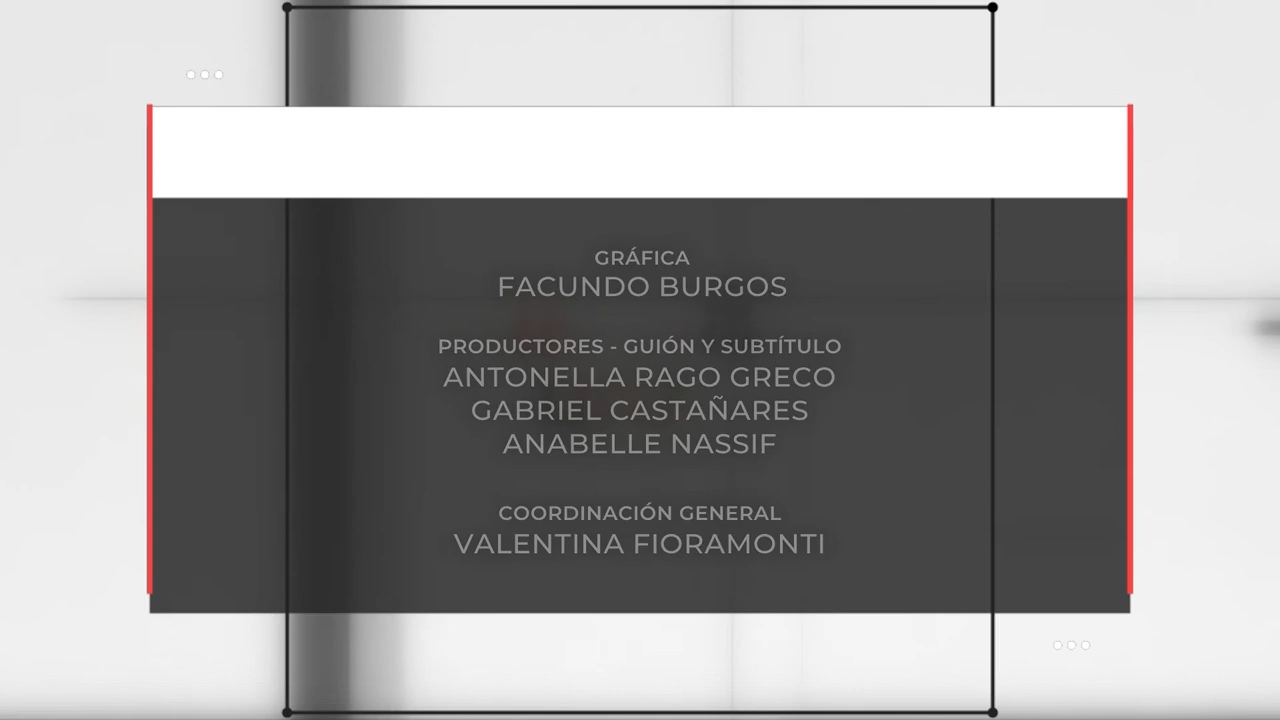 GRÁFICA
FACUNDO BURGOS
PRODUCTORES - GUIÓN Y SUBTÍTULO
ANTONELLA RAGO GRECO
GABRIEL CASTAÑARES
ANABELLE NASSIF
COORDINACIÓN GENERAL
VALENTINA FIORAMONTI